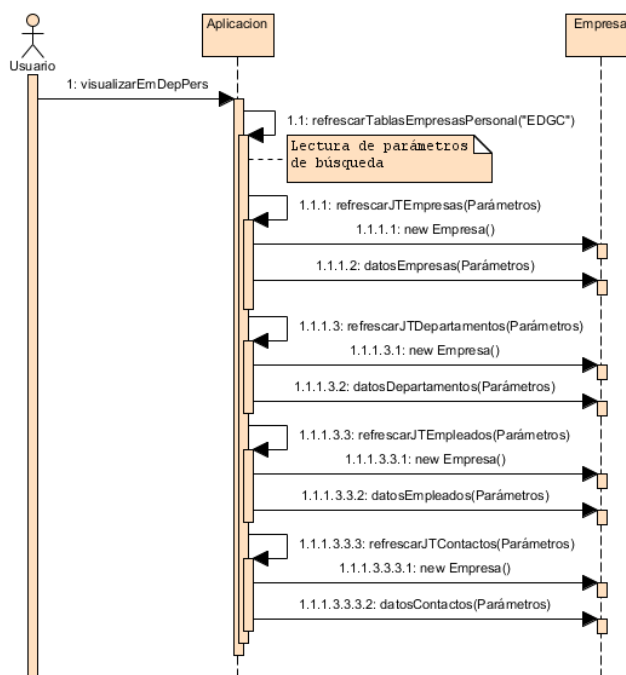 Aplicacion
Empresa
Usuario
1: visualizarEmDepPers
1.1: refrescarTablasEmpresasPersonal("EDGC")
Lectura de parámetros
de búsqueda
1.1.1: refrescarJTEmpresas(Parámetros)
1.1.1.1: new Empresa()
1.1.1.2: datosEmpresas(Parámetros)
1.1.1.3: refrescarJTDepartamentos(Parámetros)
1.1.1.3.1: new Empresa()
1.1.1.3.2: datosDepartamentos(Parámetros)
1.1.1.3.3: refrescarJTEmpleados(Parámetros)
1.1.1.3.3.1: new Empresa()
1.1.1.3.3.2: datosEmpleados(Parámetros)
1.1.1.3.3.3: refrescarJTContactos(Parámetros)
1.1.1.3.3.3.1: new Empresa()
1.1.1.3.3.3.2: datosContactos(Parámetros)